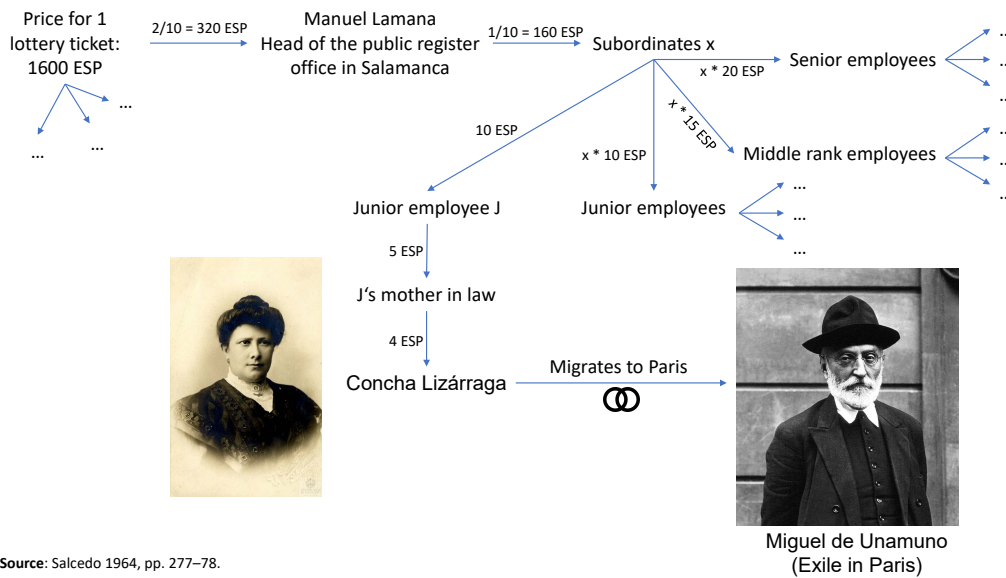 Price for 1
lottery ticket:
1600 ESP
2/10 = 320 ESP
Manuel Lamana
Head of the public register
office in Salamanca
1/10 = 160 ESP
Subordinates x
x * 20 ESP
Senior employees
...
...
...
...
...
...
10 ESP
x * 10 ESP
x * 15 ESP
Middle rank employees
...
...
...
Junior employee J
Junior employees
...
...
...
5 ESP
J‘s mother in law
4 ESP
Concha Lizárraga
Migrates to Paris
Miguel de Unamuno
(Exile in Paris)
Source: Salcedo 1964, pp. 277–78.